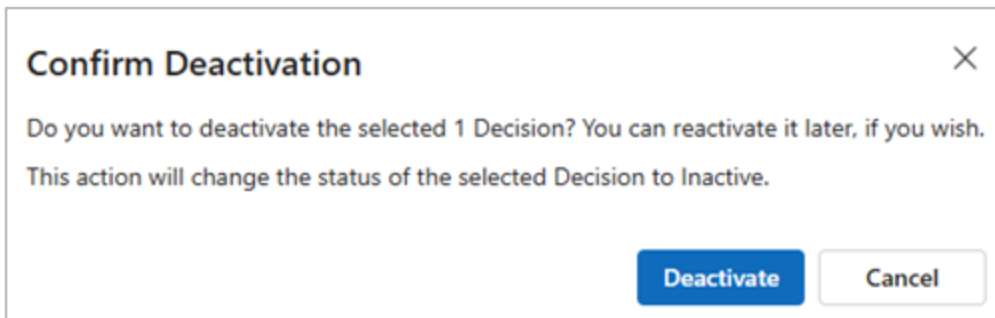 Confirm Deactivation
Do you want to deactivate the selected 1 Decision? You can reactivate it later, if you wish.
This action will change the status of the selected Decision to Inactive.
Deactivate Cancel